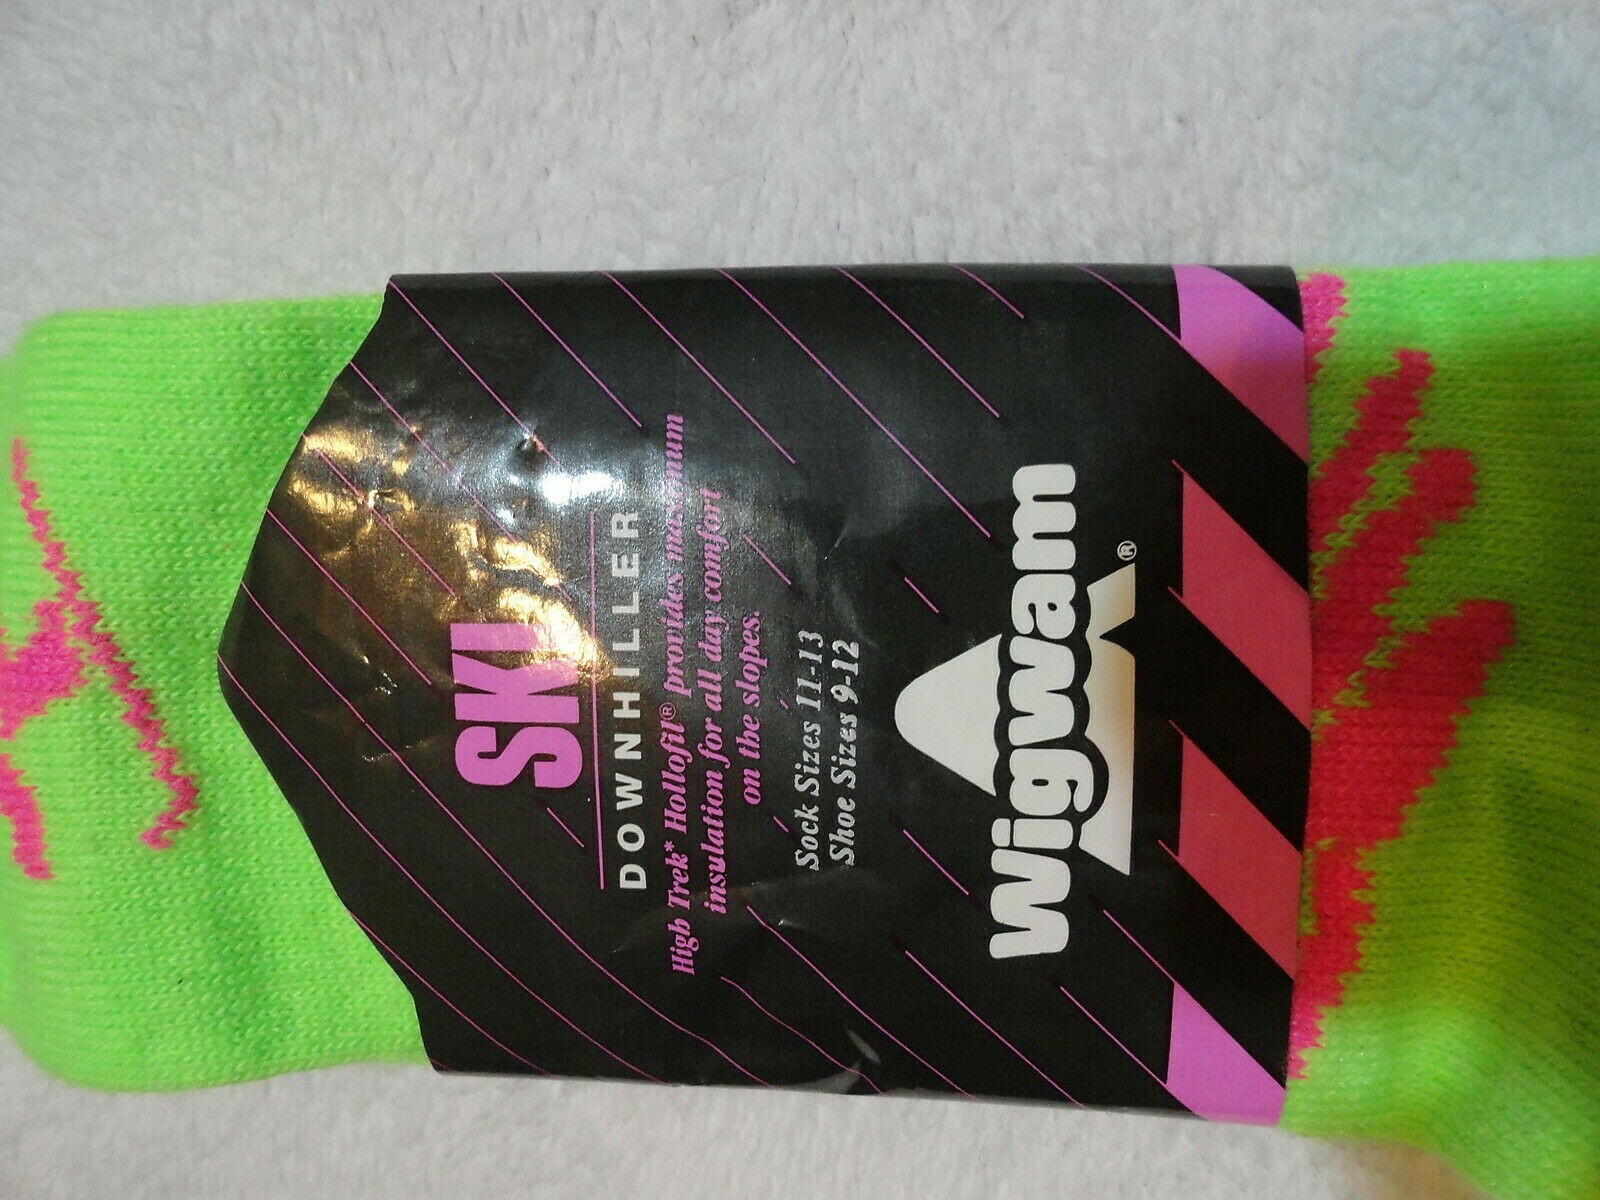 SKI
DOWNHILLER
High Trek* Hollofil® provides maximum
insulation for all day comfort
on the slopes.
Sock Sizes 11-13
Shoe Sizes 9-12
Wigwam®